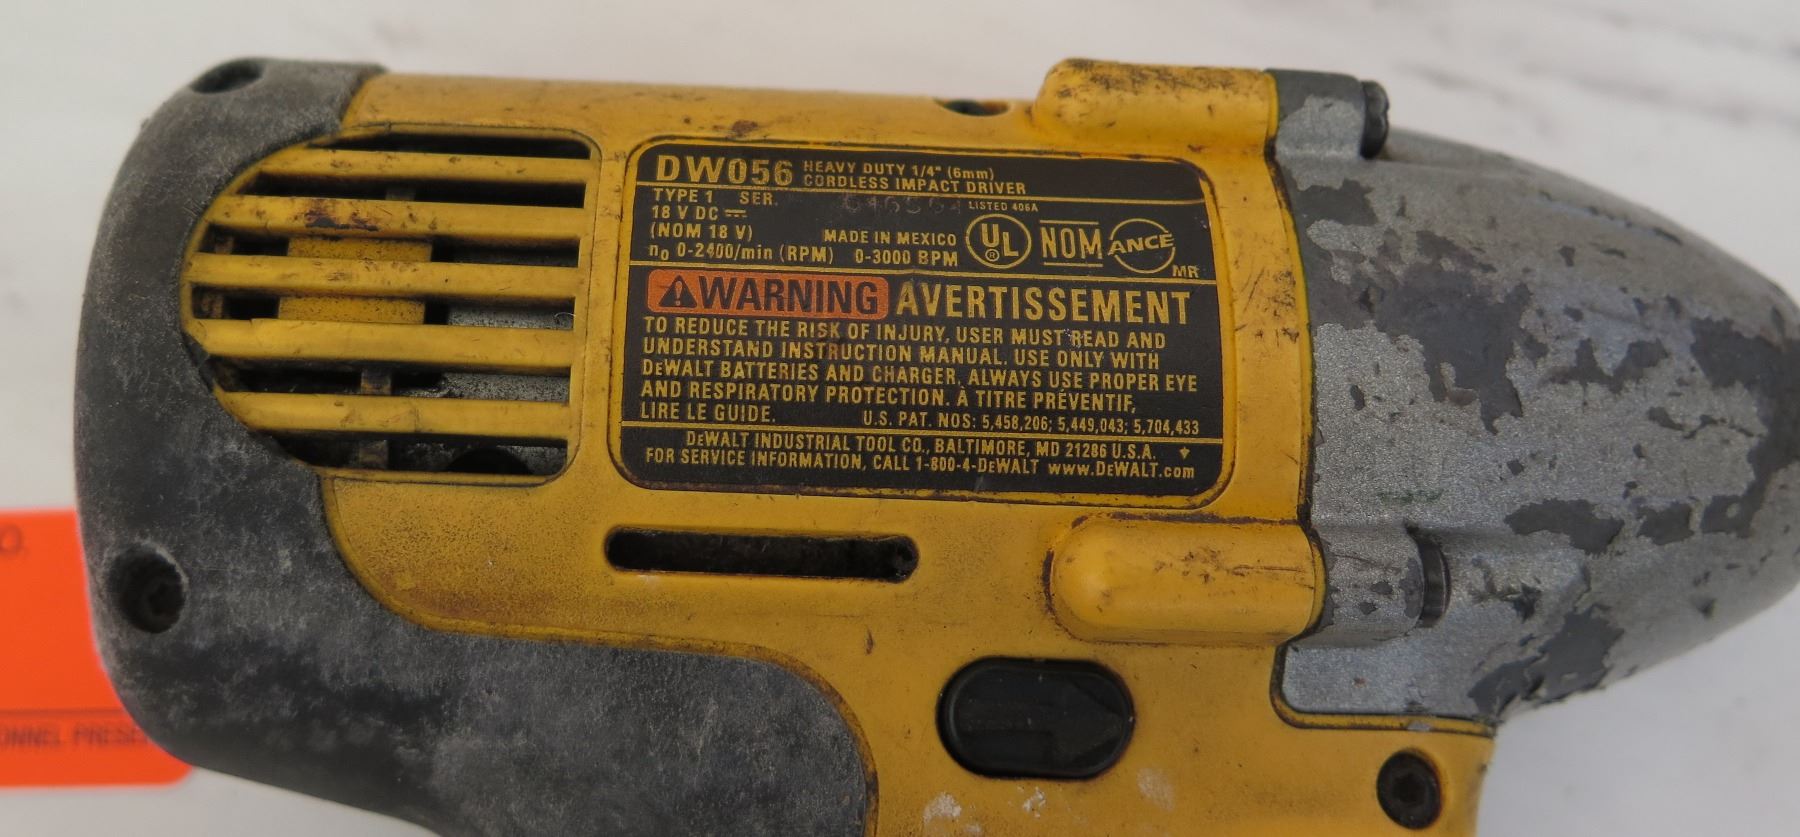 DW056 HEAVY DUTY 1/4" (6mm)
CORDLESS IMPACT DRIVER
TYPE 1 SER. LISTED 406A
18 V DC ⎓
(NOM 18 V) MADE IN MEXICO UL ® NOM ANCE MR
n₀ 0-2400/min (RPM) 0-3000 BPM
WARNING AVERTISSEMENT
TO REDUCE THE RISK OF INJURY, USER MUST READ AND
UNDERSTAND INSTRUCTION MANUAL. USE ONLY WITH
DEWALT BATTERIES AND CHARGER. ALWAYS USE PROPER EYE
AND RESPIRATORY PROTECTION. À TITRE PRÉVENTIF,
LIRE LE GUIDE. U.S. PAT. NOS: 5,458,206; 5,449,043; 5,704,433
DEWALT INDUSTRIAL TOOL CO., BALTIMORE, MD 21286 U.S.A.
FOR SERVICE INFORMATION, CALL 1-800-4-DEWALT www.DEWALT.com